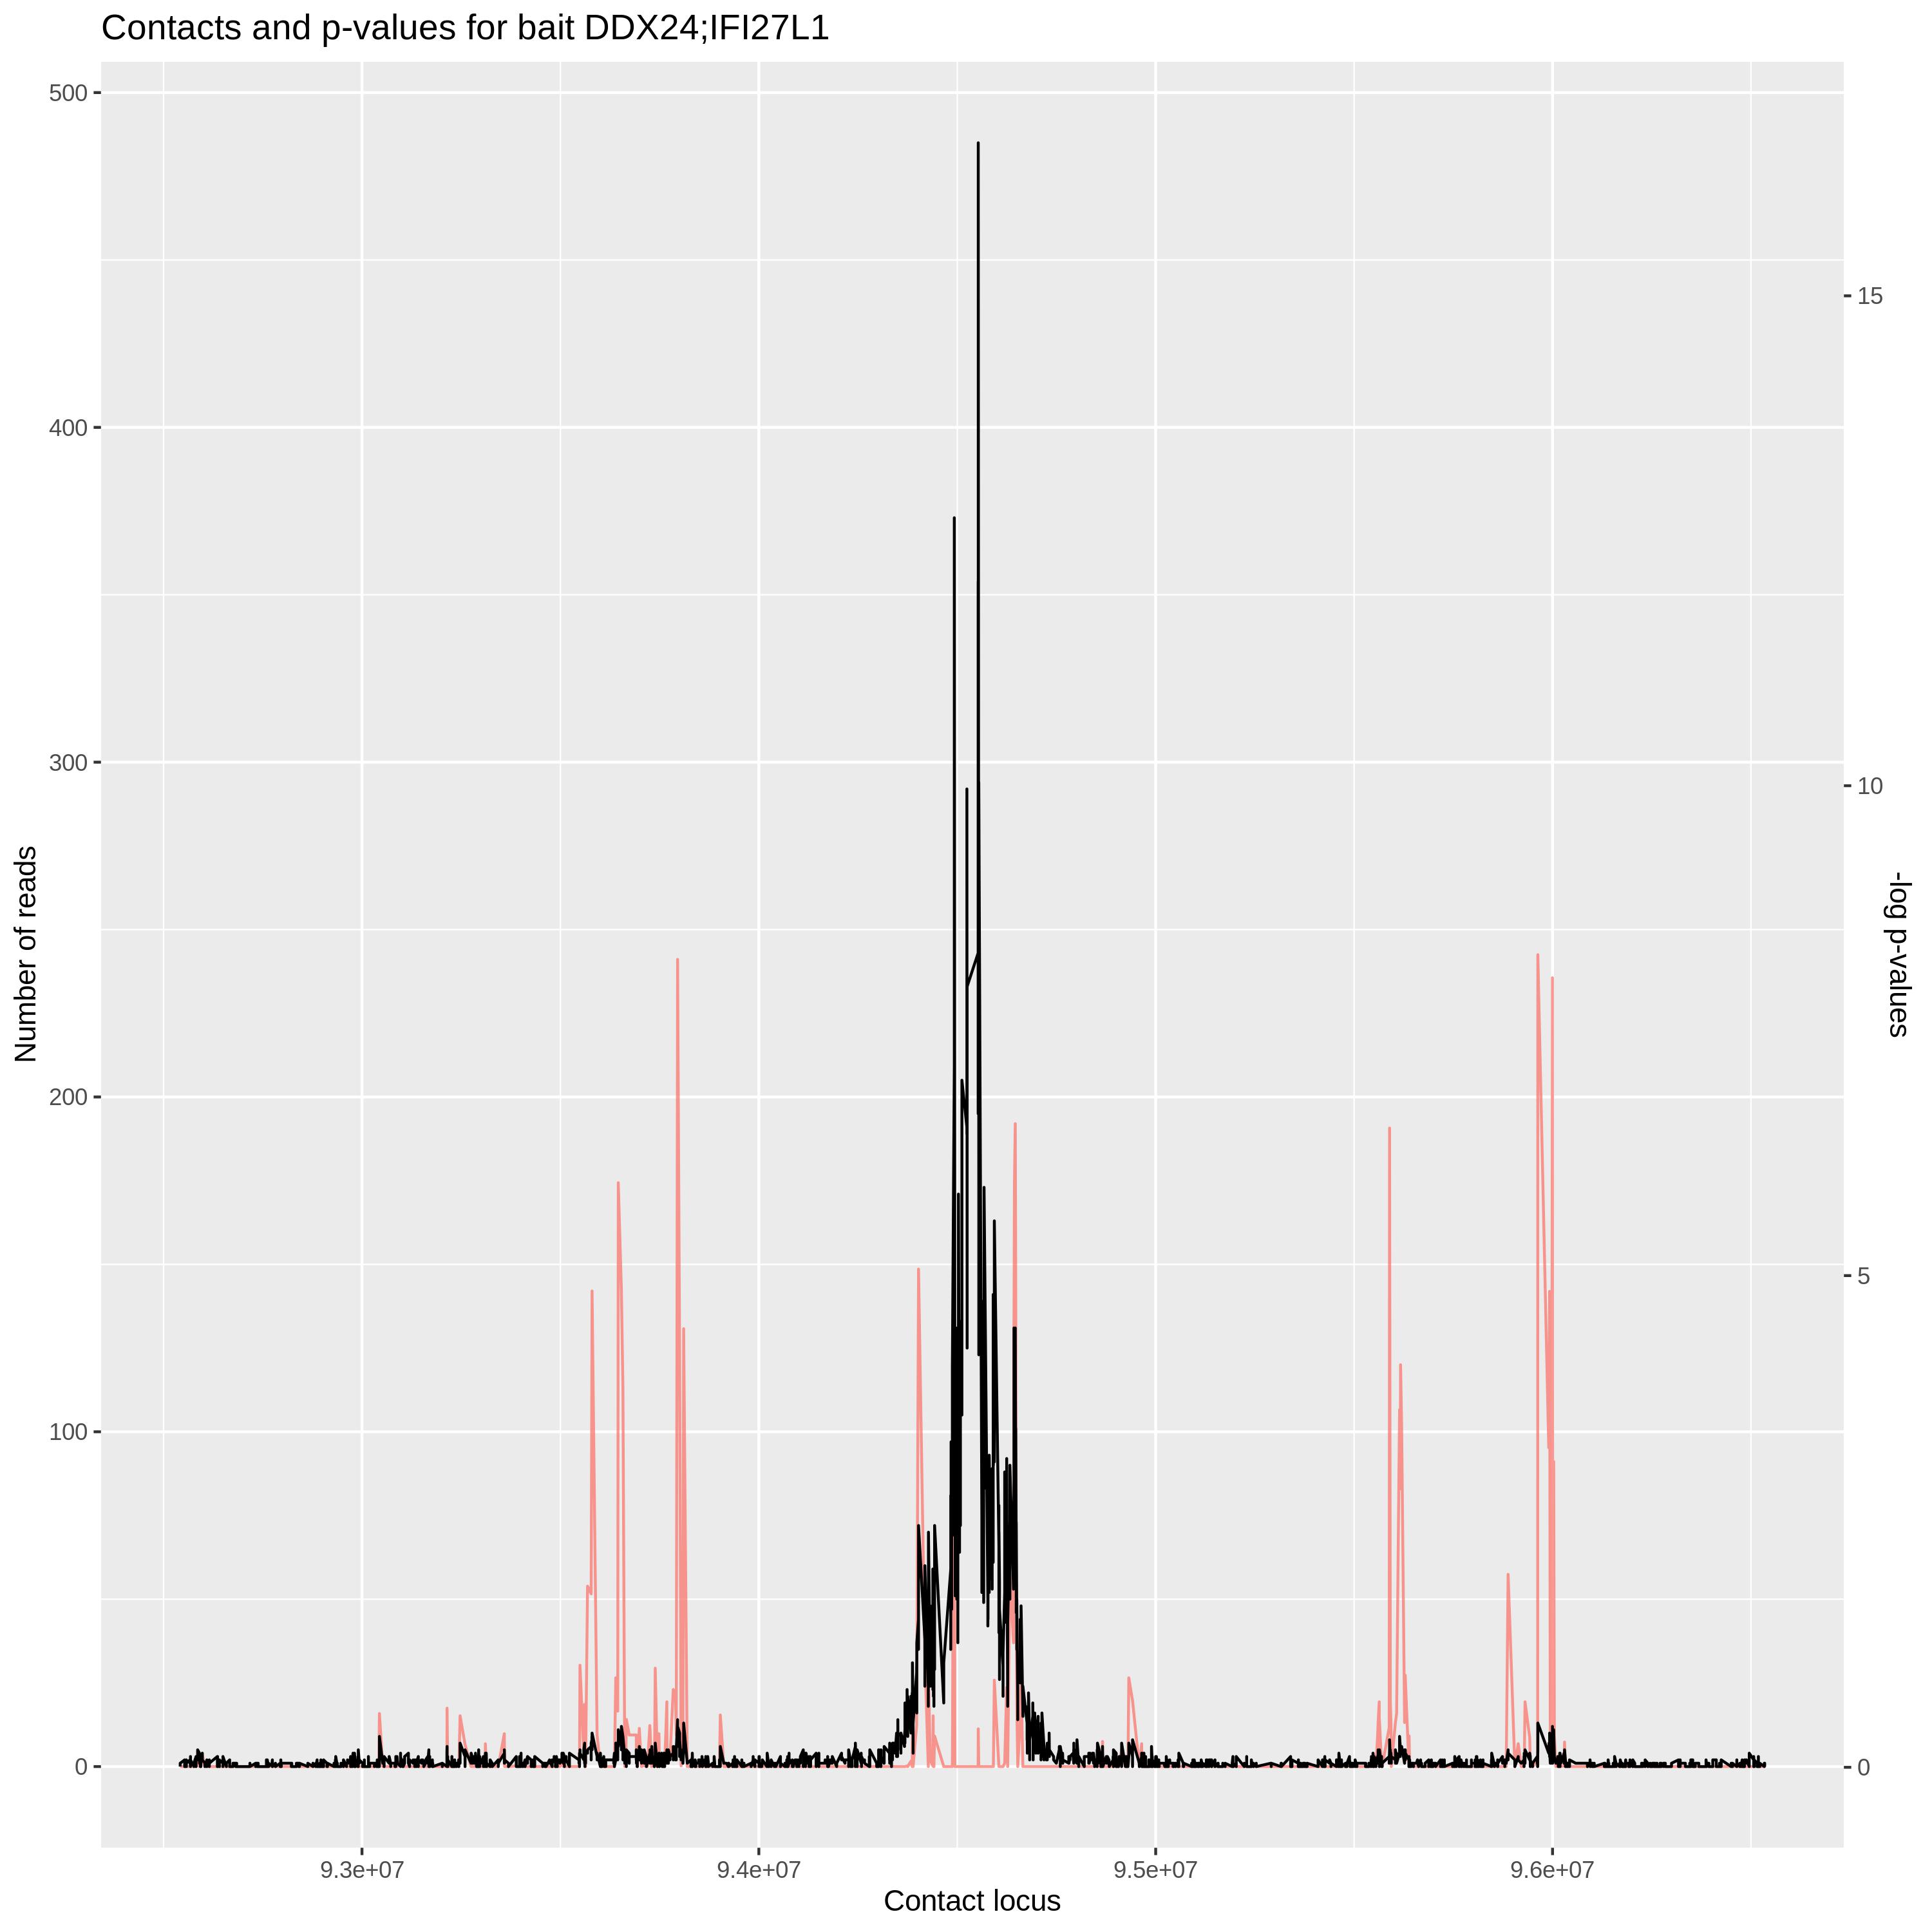 Contacts and p-values for bait DDX24;IFI27L1
500
400
300
200
100
0
Number of reads
15
10
5
0
-log p-values
9.3e+07
9.4e+07
9.5e+07
9.6e+07
Contact locus